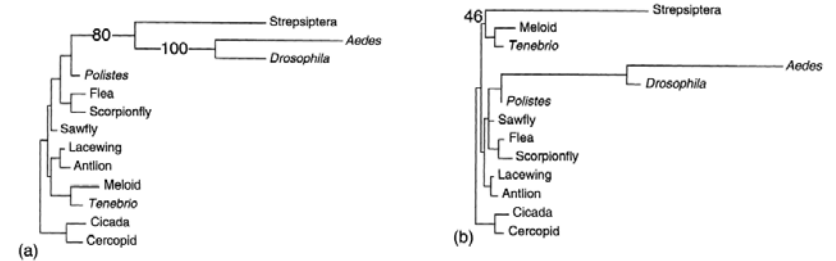 80
Strepsiptera
100
Aedes
Drosophila
Polistes
Flea
Scorpionfly
Sawfly
Lacewing
Antlion
Meloid
Tenebrio
Cicada
Cercopid
(a)
46
Strepsiptera
Meloid
Tenebrio
Aedes
Drosophila
Polistes
Sawfly
Flea
Scorpionfly
Lacewing
Antlion
Cicada
Cercopid
(b)